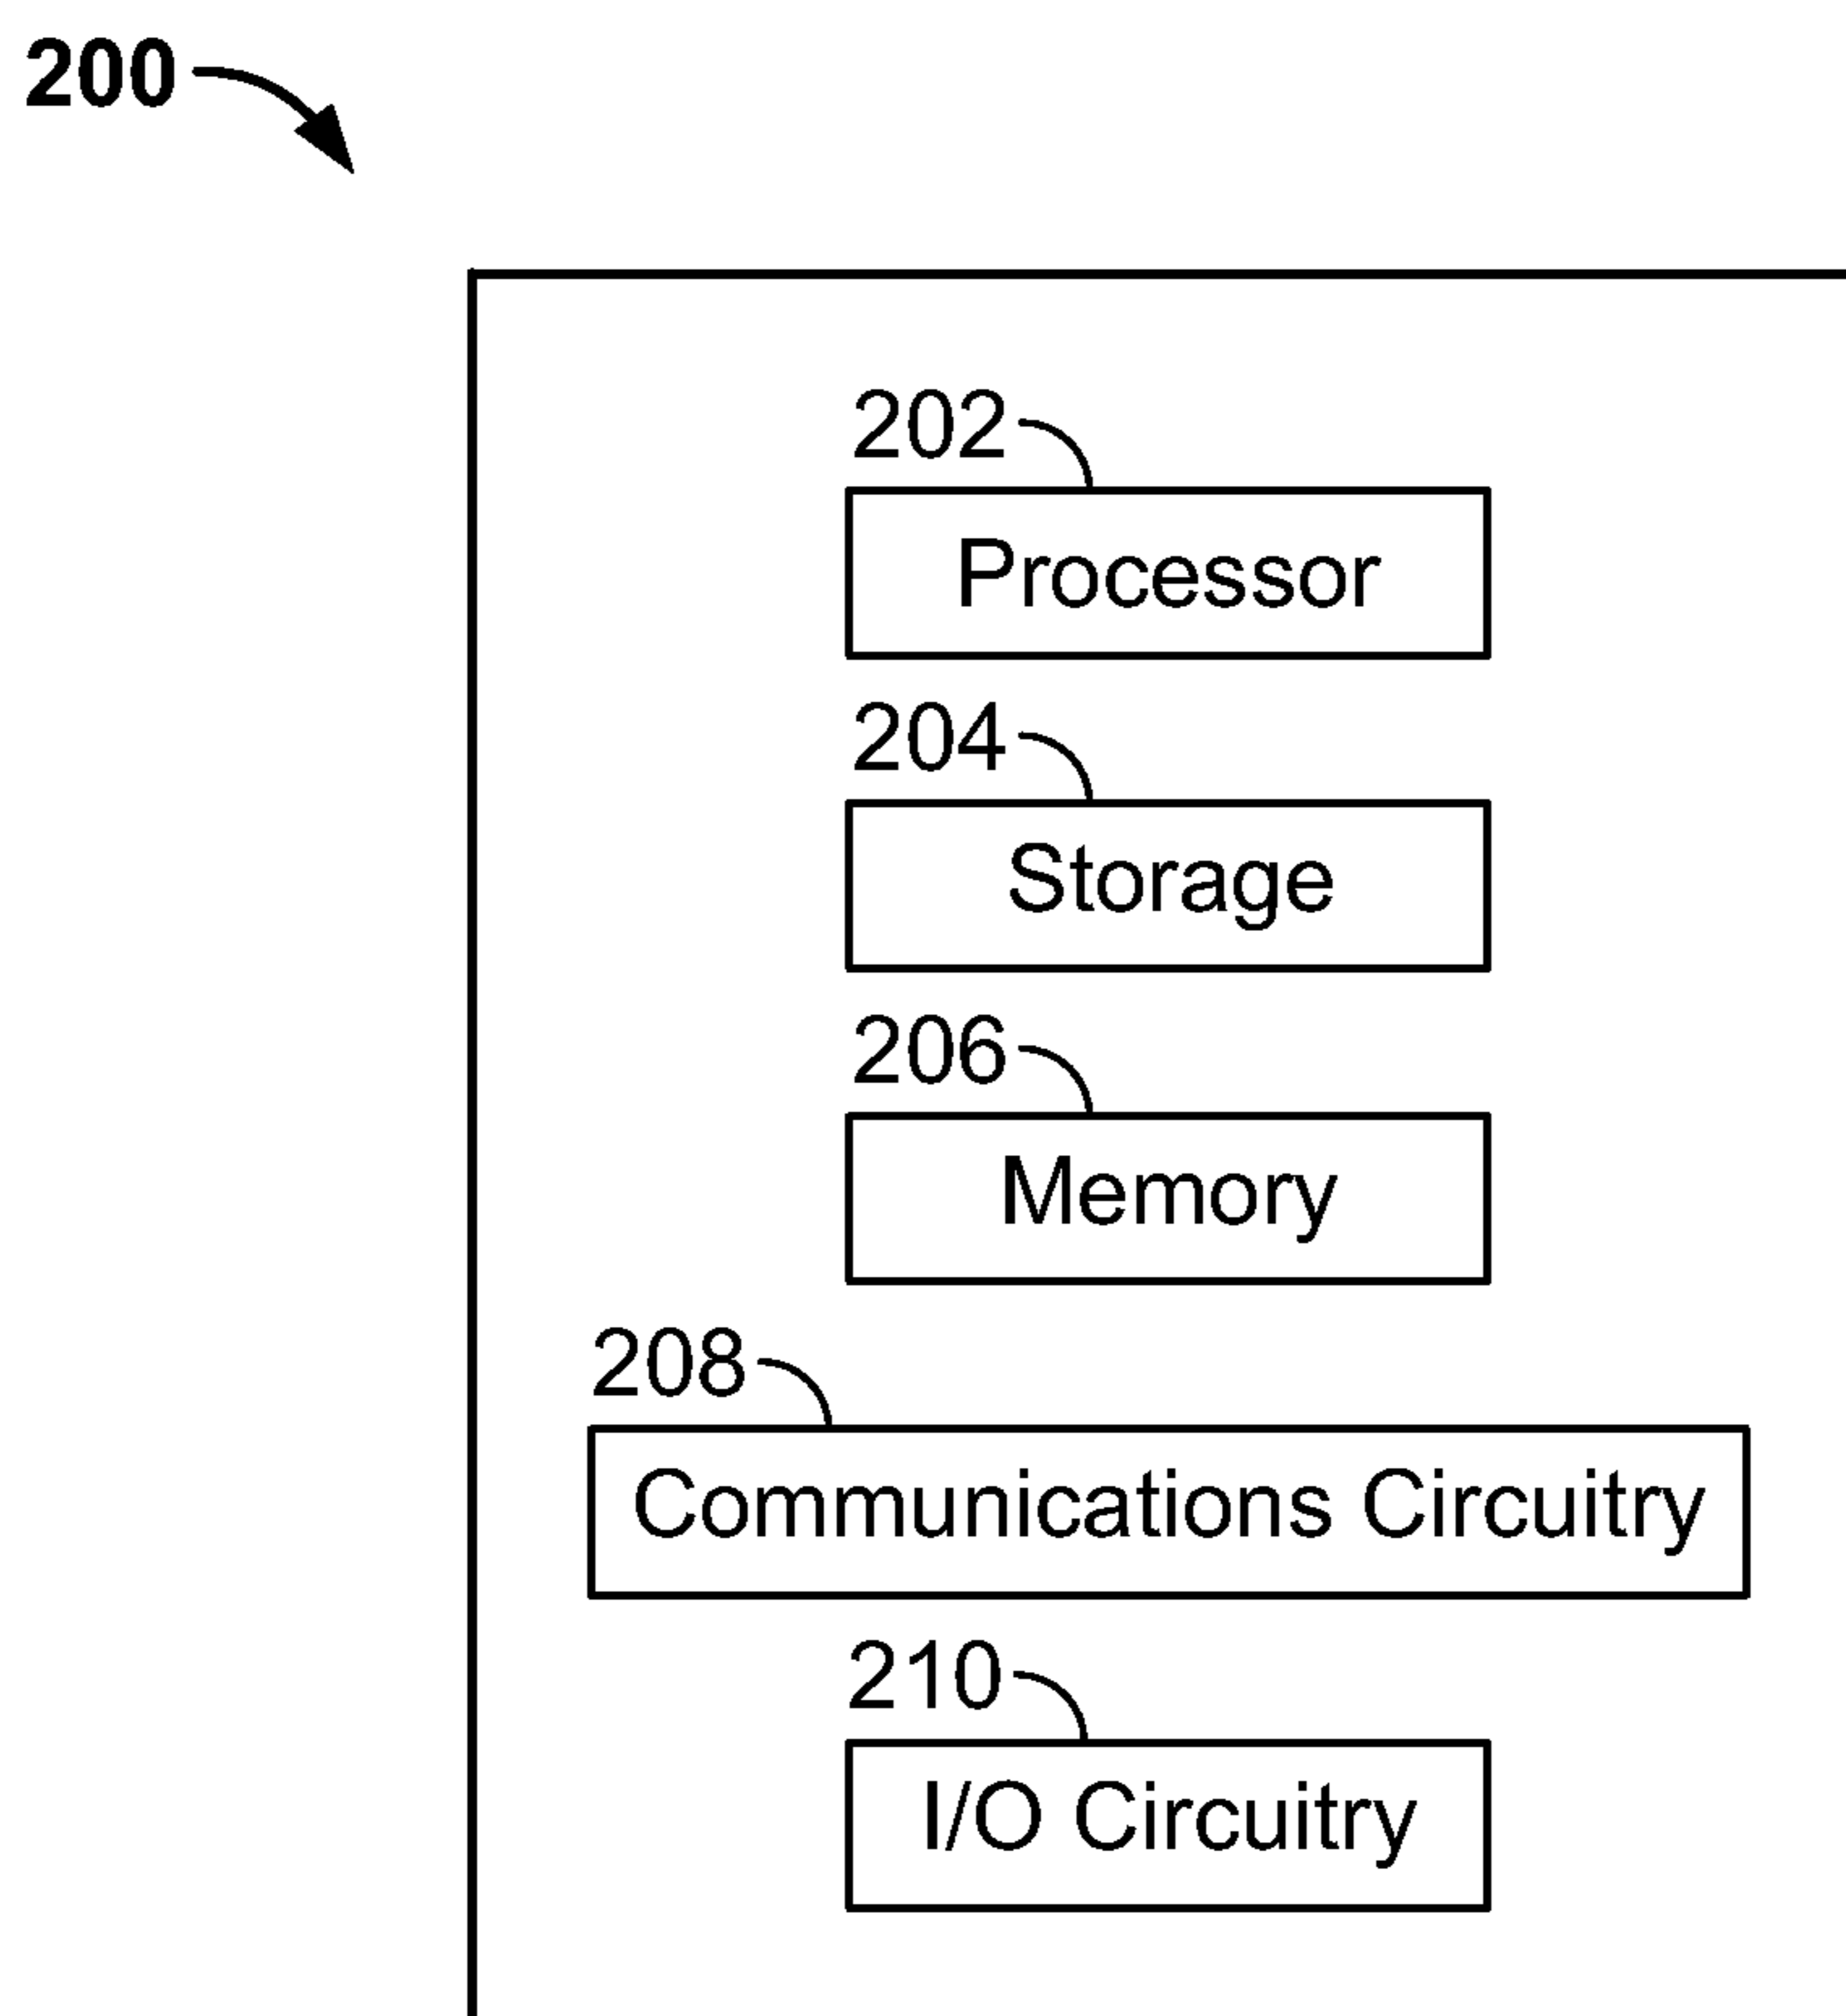 200
202
Processor
204
Storage
206
Memory
208
Communications Circuitry
210
I/O Circuitry